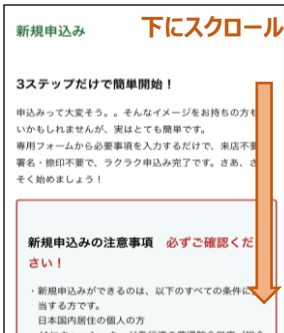 新規申込み
下にスクロール
3ステップだけで簡単開始！
申込みって大変そう。。そんなイメージをお持ちの方も
いかもしれませんが、実はとても簡単です。
専用フォームから必要事項を入力するだけで、来店不要
署名・捺印不要で、ラクラク申込み完了です。さあ、さ
そく始めましょう！
新規申込みの注意事項 必ずご確認くだ
さい！
・新規申込みができるのは、以下のすべての条件に
当する方です。
日本国内居住の個人の方